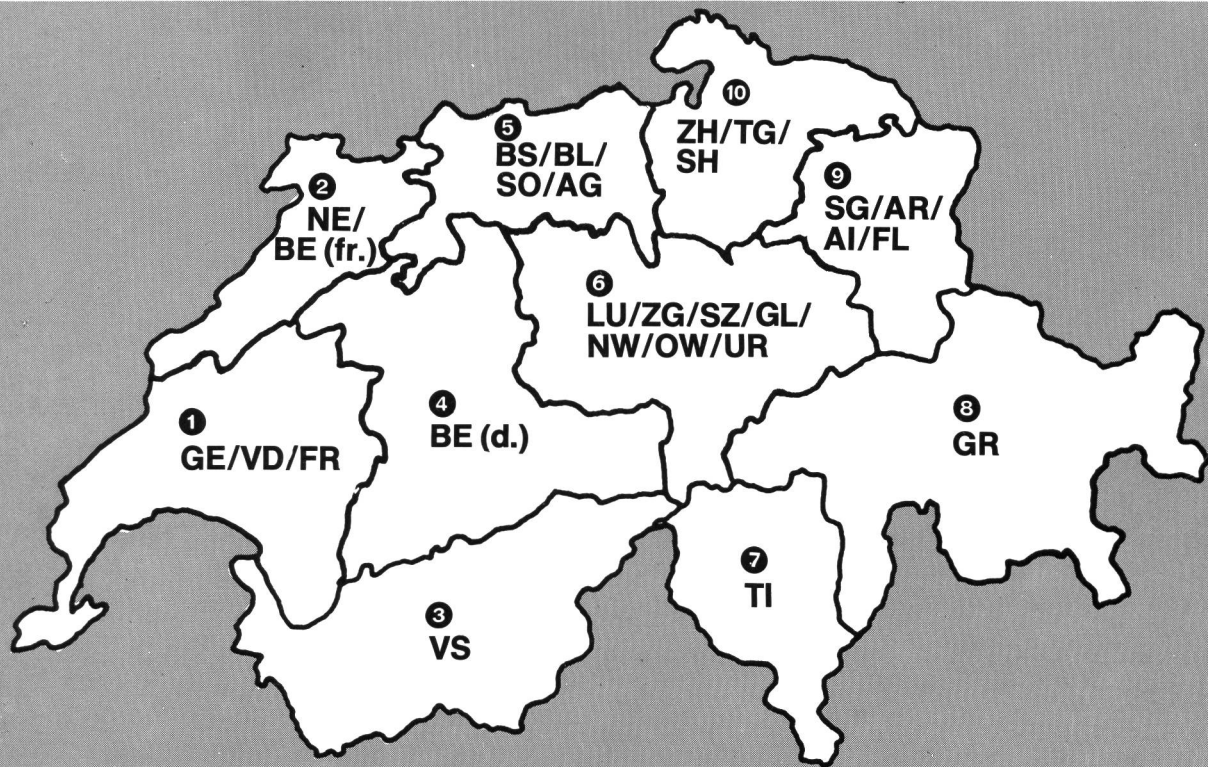 1
GE/VD/FR
2
NE/
BE (fr.)
3
VS
4
BE (d.)
5
BS/BL/
SO/AG
6
LU/ZG/SZ/GL/
NW/OW/UR
7
TI
8
GR
9
SG/AR/
AI/FL
10
ZH/TG/
SH